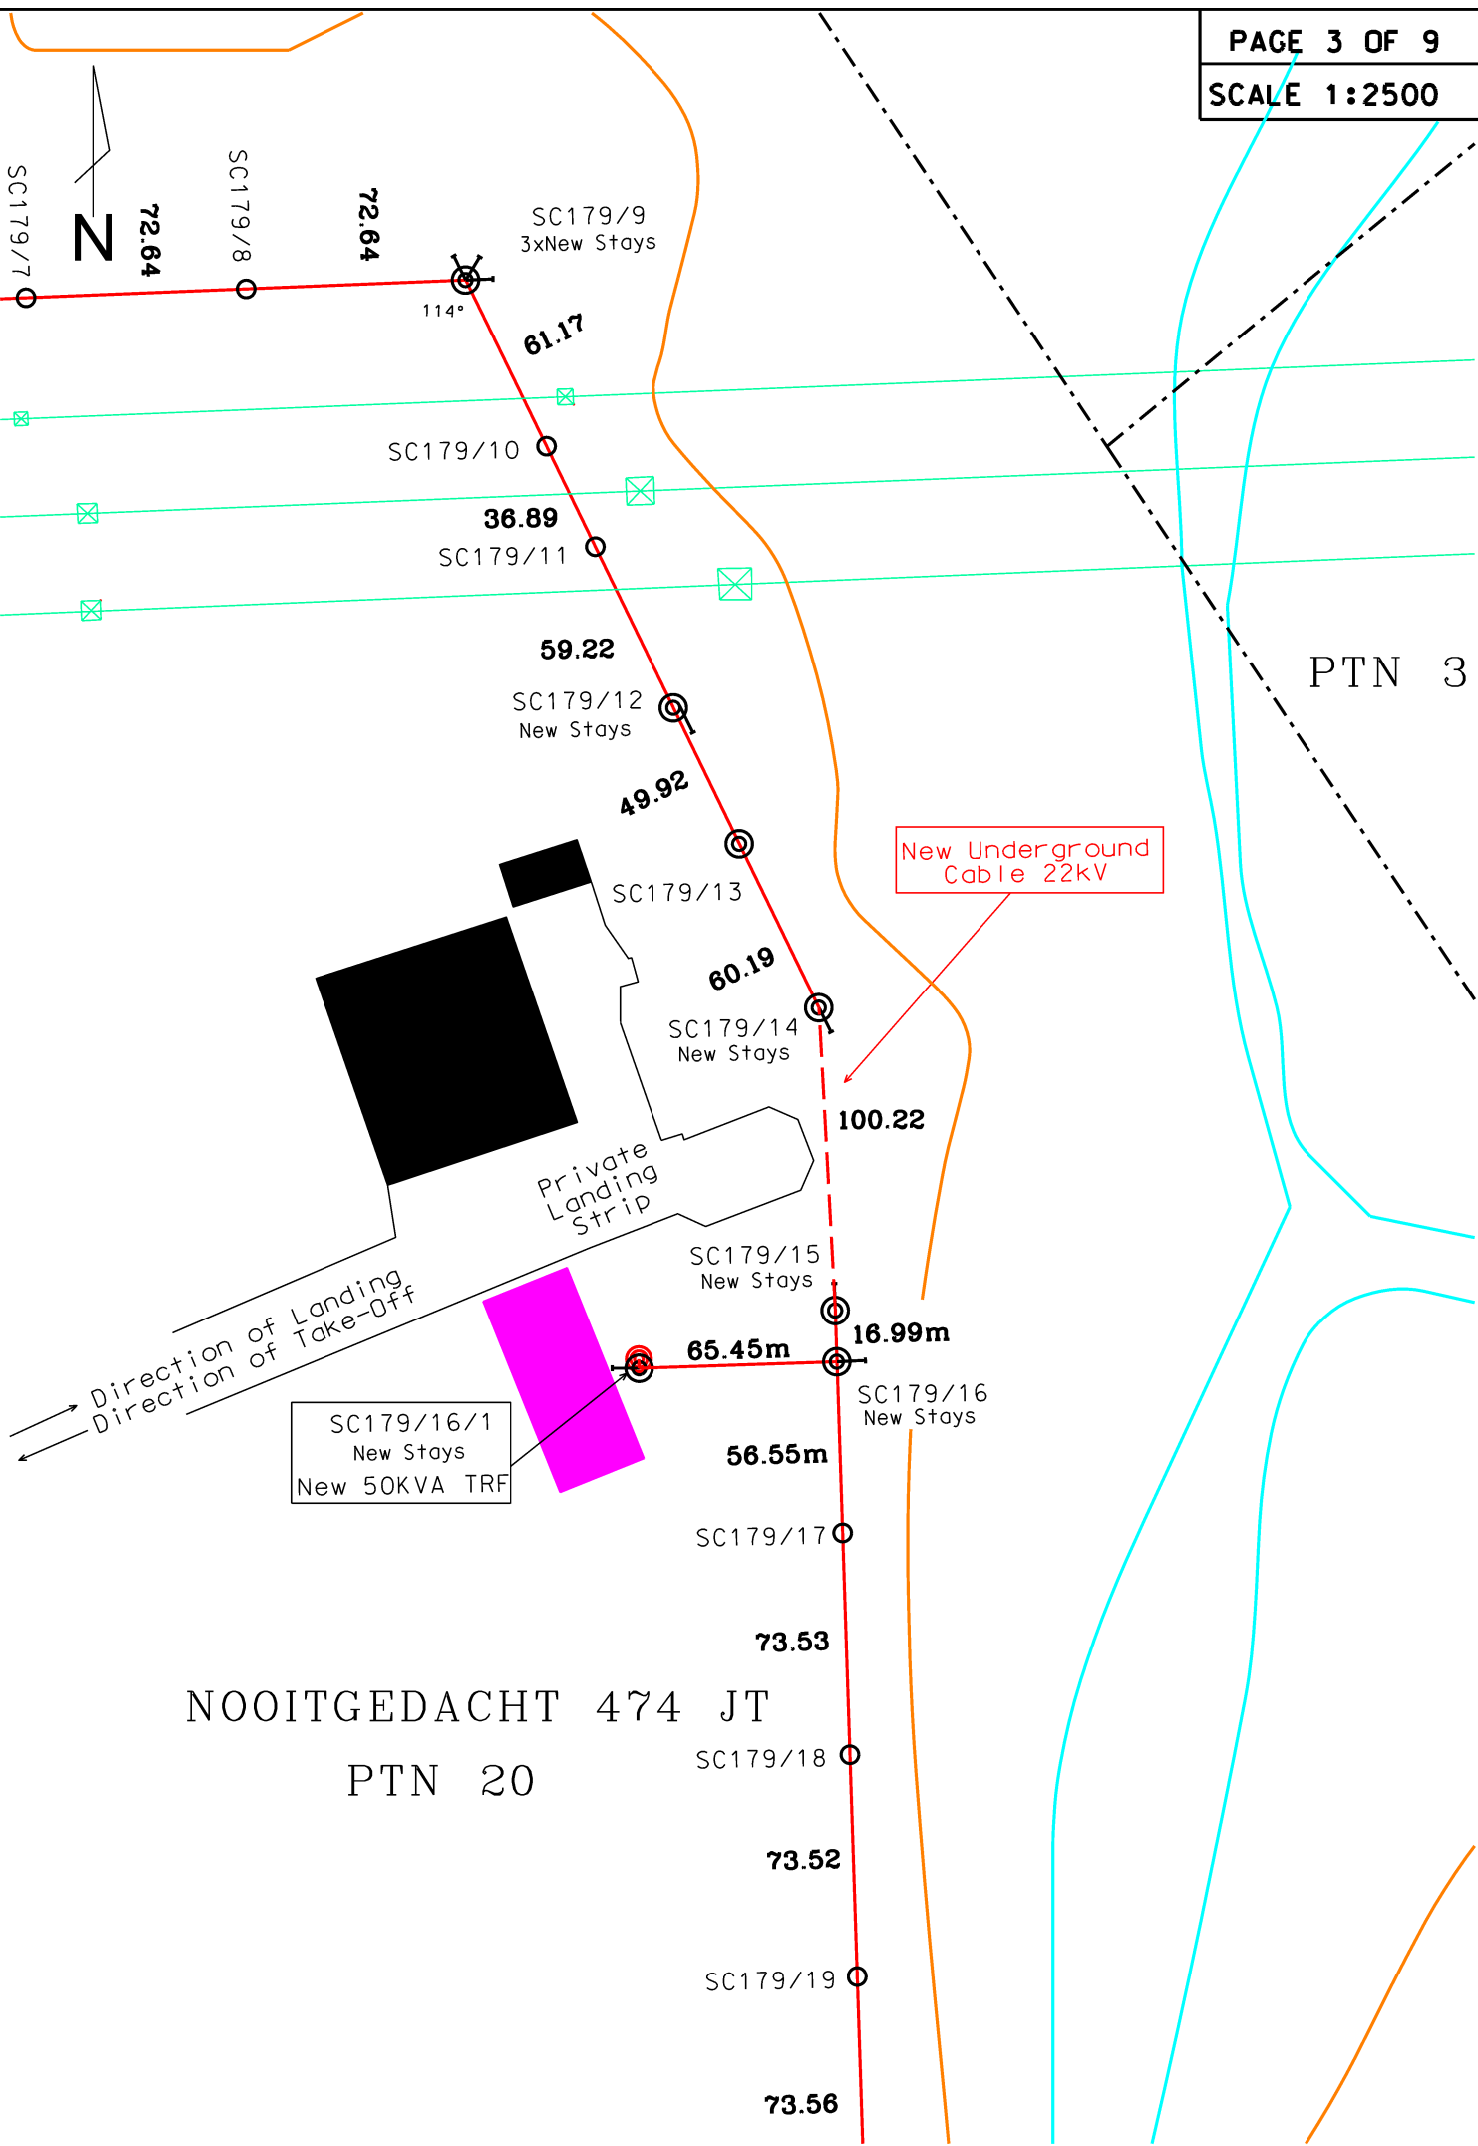 PAGE 3 OF 9
SCALE 1:2500
N
SC179/7
72.64
SC179/8
72.64
SC179/9
3xNew Stays
114°
61.17
SC179/10
36.89
SC179/11
59.22
SC179/12
New Stays
PTN 3
49.92
SC179/13
New Underground
Cable 22kV
60.19
SC179/14
New Stays
100.22
Private
Landing
Strip
SC179/15
New Stays
Direction of Landing
Direction of Take-Off
16.99m
65.45m
SC179/16
New Stays
SC179/16/1
New Stays
New 50KVA TRF
56.55m
SC179/17
73.53
NOOITGEDACHT 474 JT
PTN 20
SC179/18
73.52
SC179/19
73.56